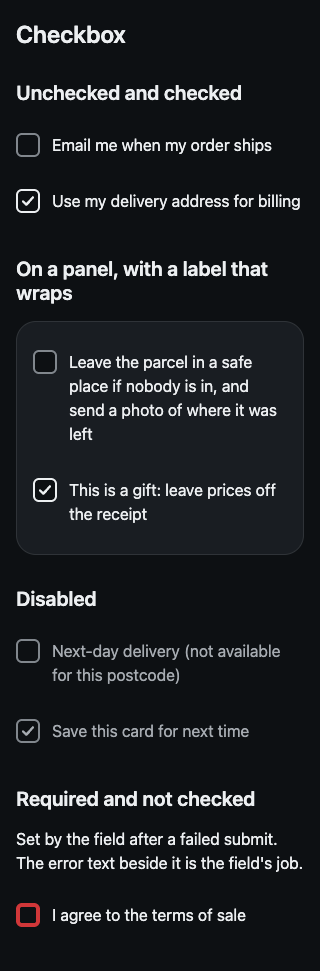 Checkbox
Unchecked and checked
Email me when my order ships
Use my delivery address for billing
On a panel, with a label that
wraps
Leave the parcel in a safe
place if nobody is in, and
send a photo of where it was
left
This is a gift: leave prices off
the receipt
Disabled
Next-day delivery (not available
for this postcode)
Save this card for next time
Required and not checked
Set by the field after a failed submit.
The error text beside it is the field's job.
I agree to the terms of sale